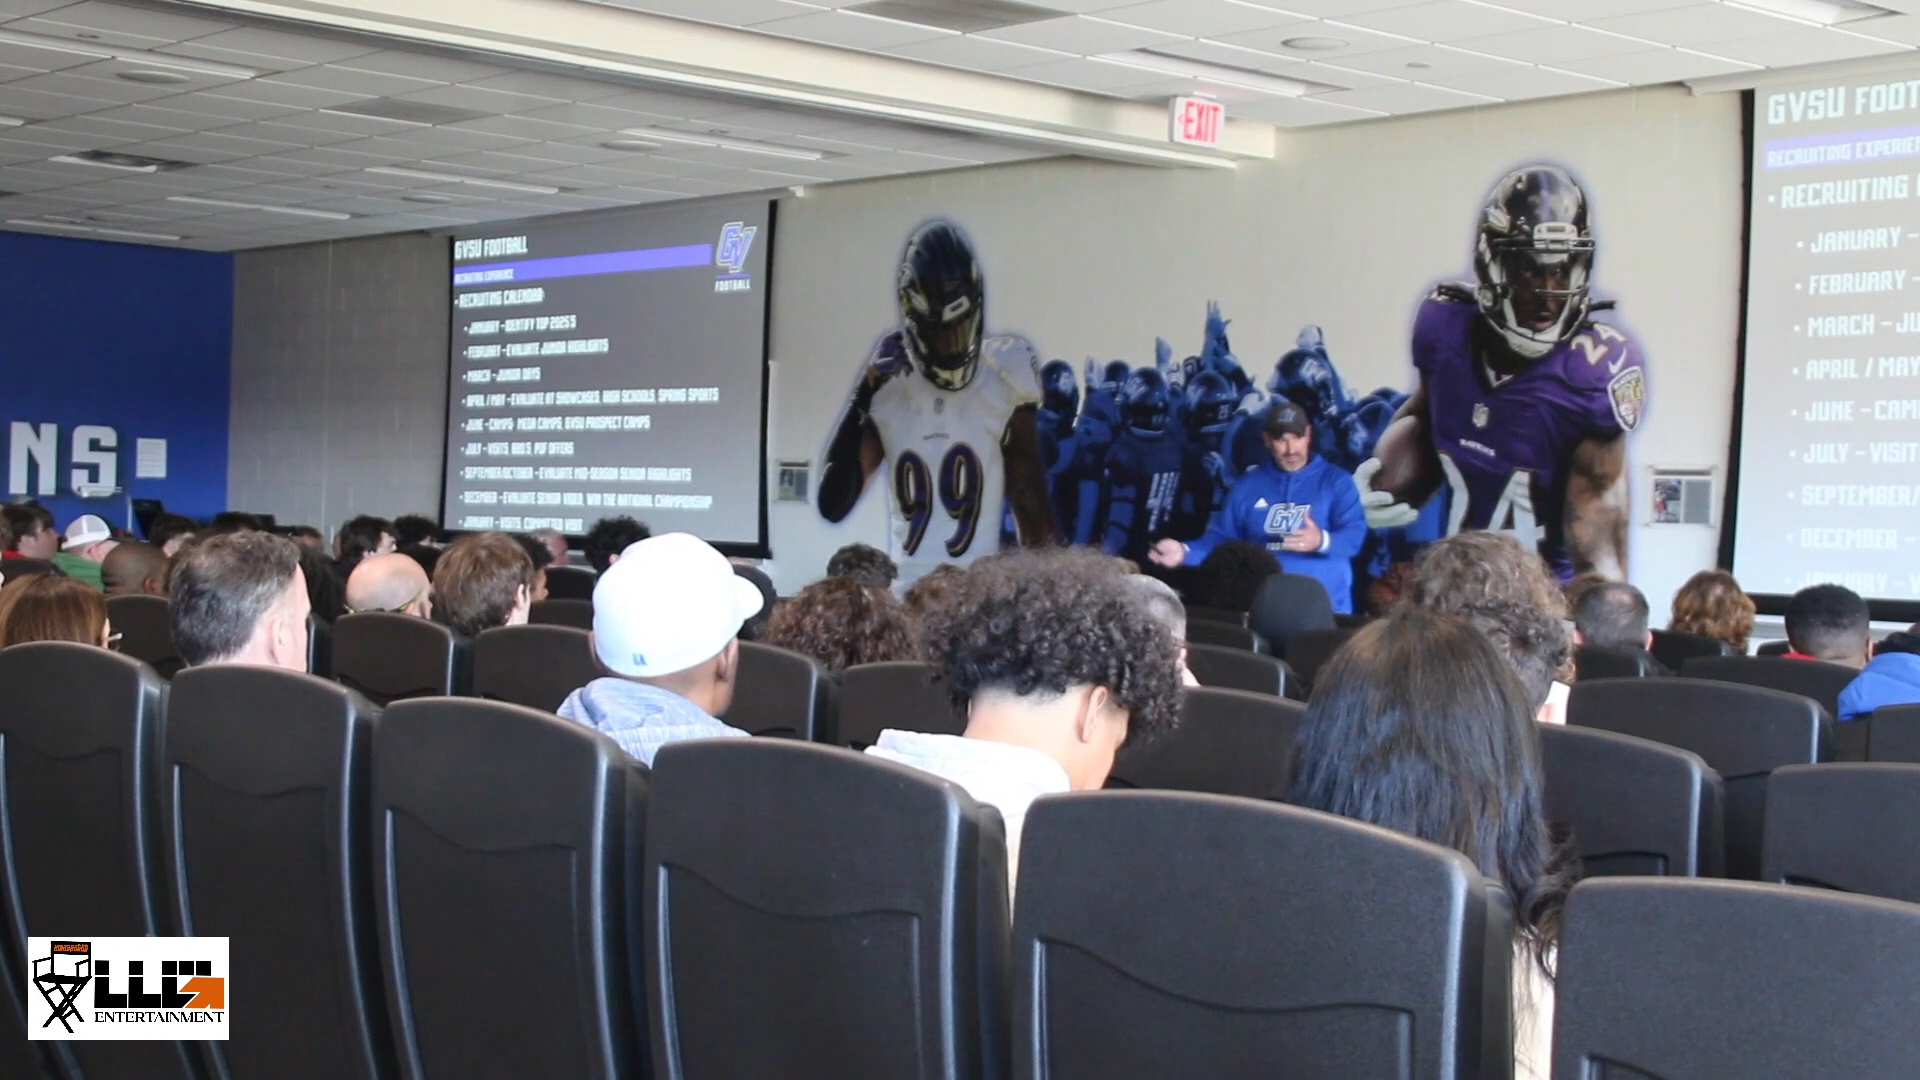 EXIT
GVSU FOOTBALL
RECRUITING EXPERIENCE
GV
FOOTBALL
• RECRUITING CALENDAR:
• JANUARY - IDENTIFY TOP 2025'S
• FEBRUARY - EVALUATE JUNIOR HIGHLIGHTS
• MARCH - JUNIOR DAYS
• APRIL / MAY - EVALUATE AT SHOWCASES, HIGH SCHOOLS, SPRING SPORTS
• JUNE - CAMPS: MEGA CAMPS, GVSU PROSPECT CAMPS
• JULY - VISITS, BBQ'S, PDF OFFERS
• SEPTEMBER/OCTOBER - EVALUATE MID-SEASON SENIOR HIGHLIGHTS
• DECEMBER - EVALUATE SENIOR VIDEO, WIN THE NATIONAL CHAMPIONSHIP
• JANUARY - VISITS, COMMITTED VISIT
GVSU FOOT
RECRUITING EXPERIE
• RECRUITING
• JANUARY -
• FEBRUARY -
• MARCH - JU
• APRIL / MAY
• JUNE - CAM
• JULY - VISIT
• SEPTEMBER/
• DECEMBER -
• JANUARY - V
NS
99
24
RAVENS
24
GV
LLC
ENTERTAINMENT